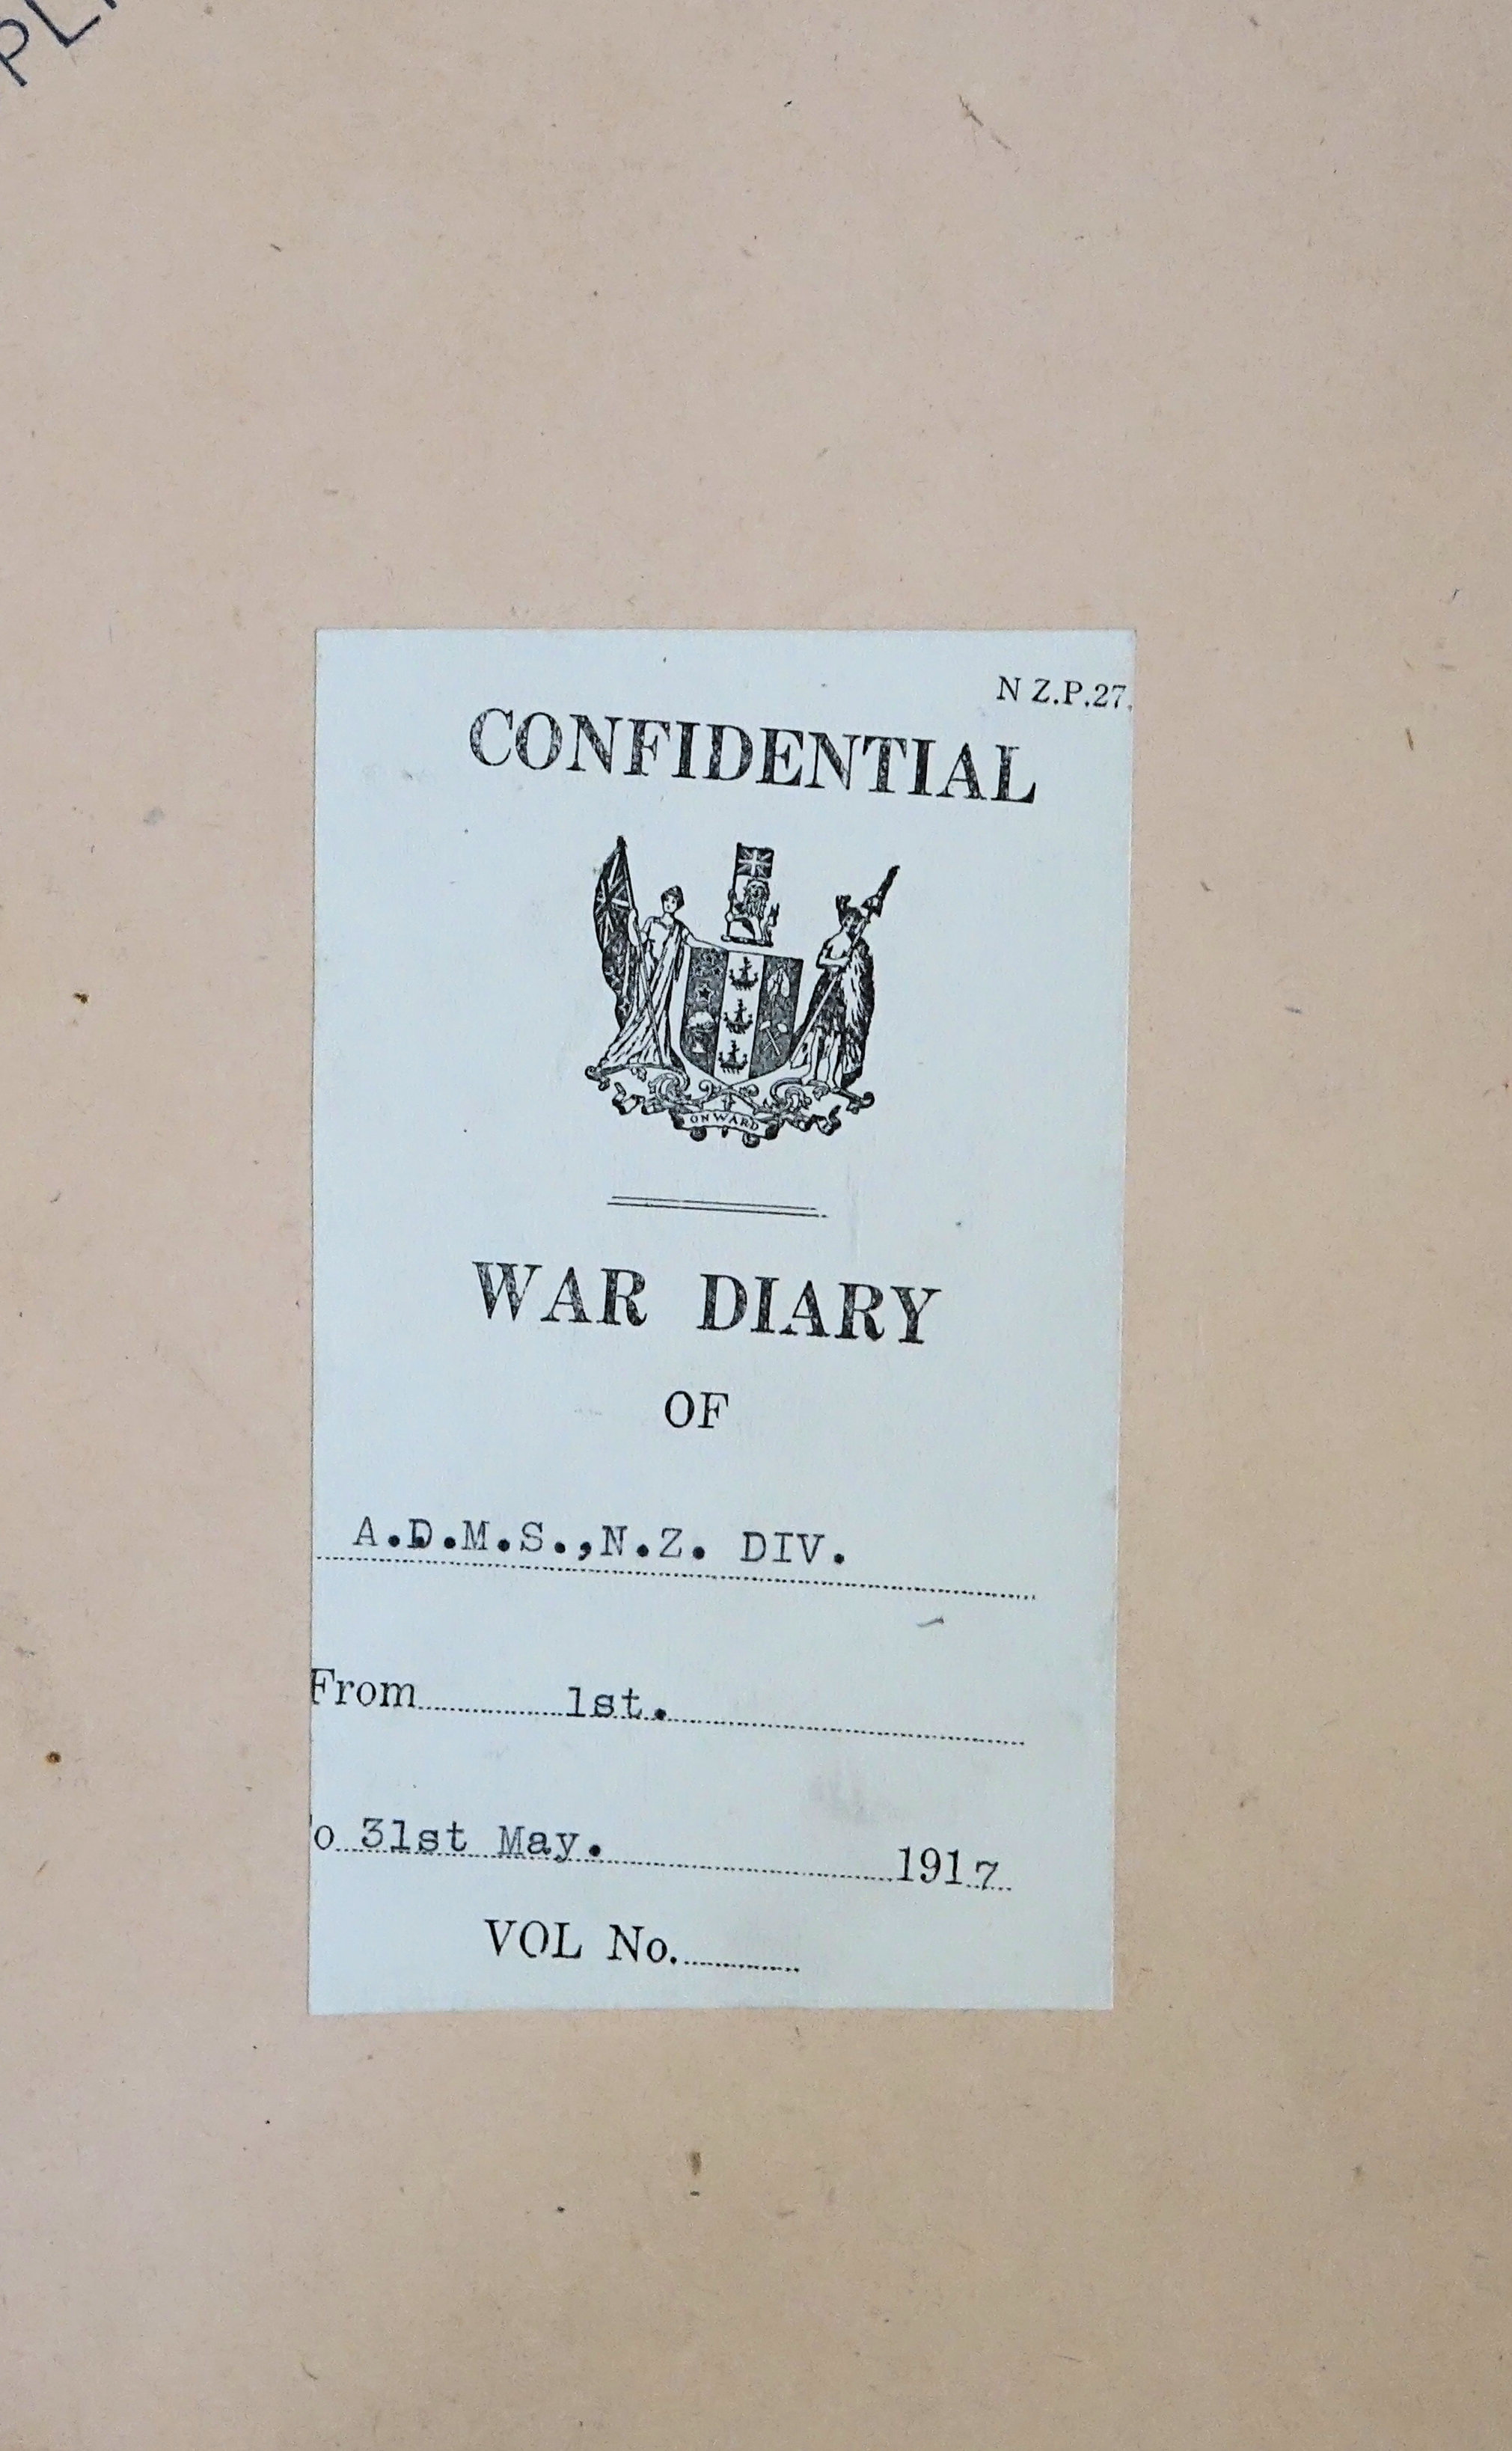 N Z.P.27.
CONFIDENTIAL
ONWARD
WAR DIARY
OF
A.D.M.S.,N.Z. DIV.
From 1st.
o 31st May. 1917
VOL No.